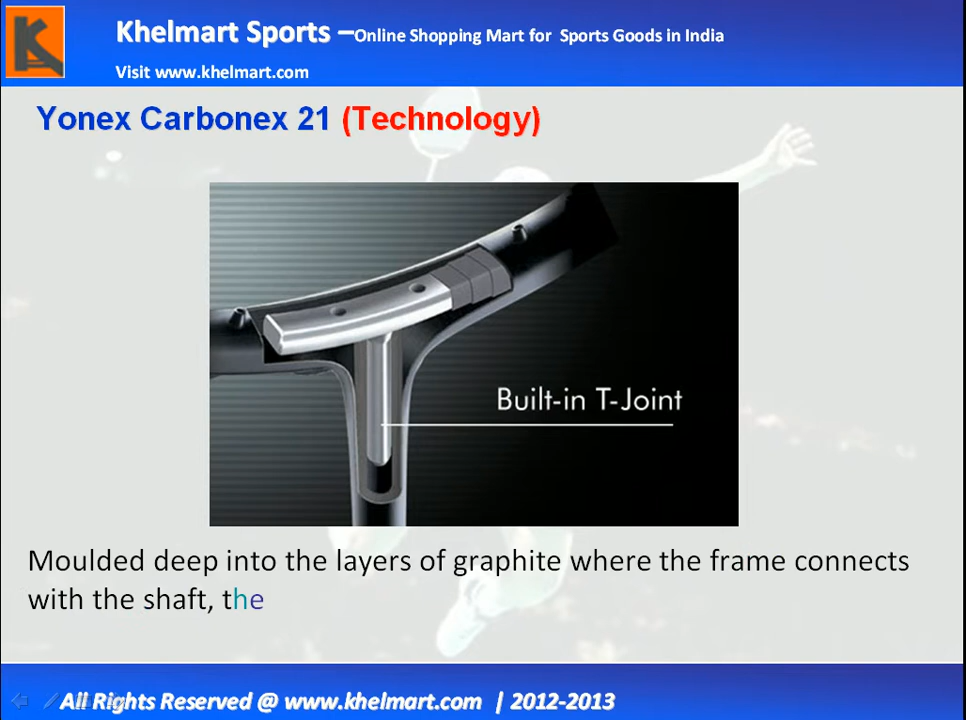 Khelmart Sports –Online Shopping Mart for Sports Goods in India
Visit www.khelmart.com
Yonex Carbonex 21 (Technology)
Built-in T-Joint
Moulded deep into the layers of graphite where the frame connects
with the shaft, the
All Rights Reserved @ www.khelmart.com | 2012-2013